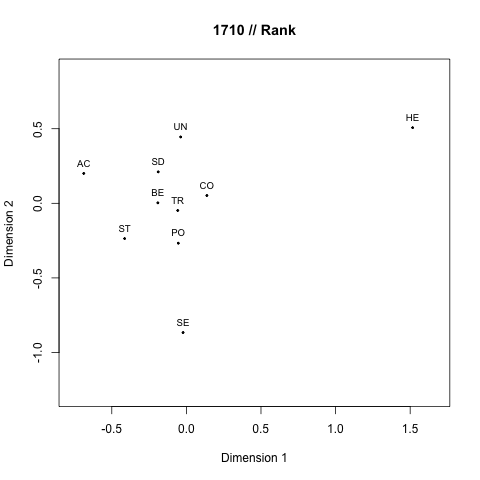 1710 // Rank
HE
UN
AC
SD
CO
BE
TR
ST
PO
SE
0.5
0.0
-0.5
-1.0
Dimension 2
-0.5
0.0
0.5
1.0
1.5
Dimension 1